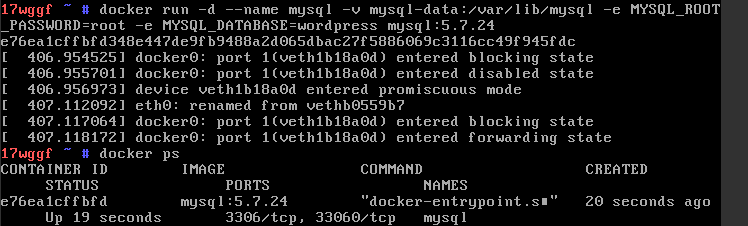 17wggf ~ # docker run -d --name mysql -v mysql-data:/var/lib/mysql -e MYSQL_ROOT
_PASSWORD=root -e MYSQL_DATABASE=wordpress mysql:5.7.24
e76ea1cffbfd348e447de9fb9488a2d065dbac27f5886069c3116cc49f945fdc
[  406.954525] docker0: port 1(veth1b18a0d) entered blocking state
[  406.955701] docker0: port 1(veth1b18a0d) entered disabled state
[  406.956973] device veth1b18a0d entered promiscuous mode
[  407.112092] eth0: renamed from vethb0559b7
[  407.117064] docker0: port 1(veth1b18a0d) entered blocking state
[  407.118172] docker0: port 1(veth1b18a0d) entered forwarding state
17wggf ~ # docker ps
CONTAINER ID        IMAGE               COMMAND                  CREATED
     STATUS              PORTS                 NAMES
e76ea1cffbfd        mysql:5.7.24        "docker-entrypoint.s■"   20 seconds ago
     Up 19 seconds       3306/tcp, 33060/tcp   mysql